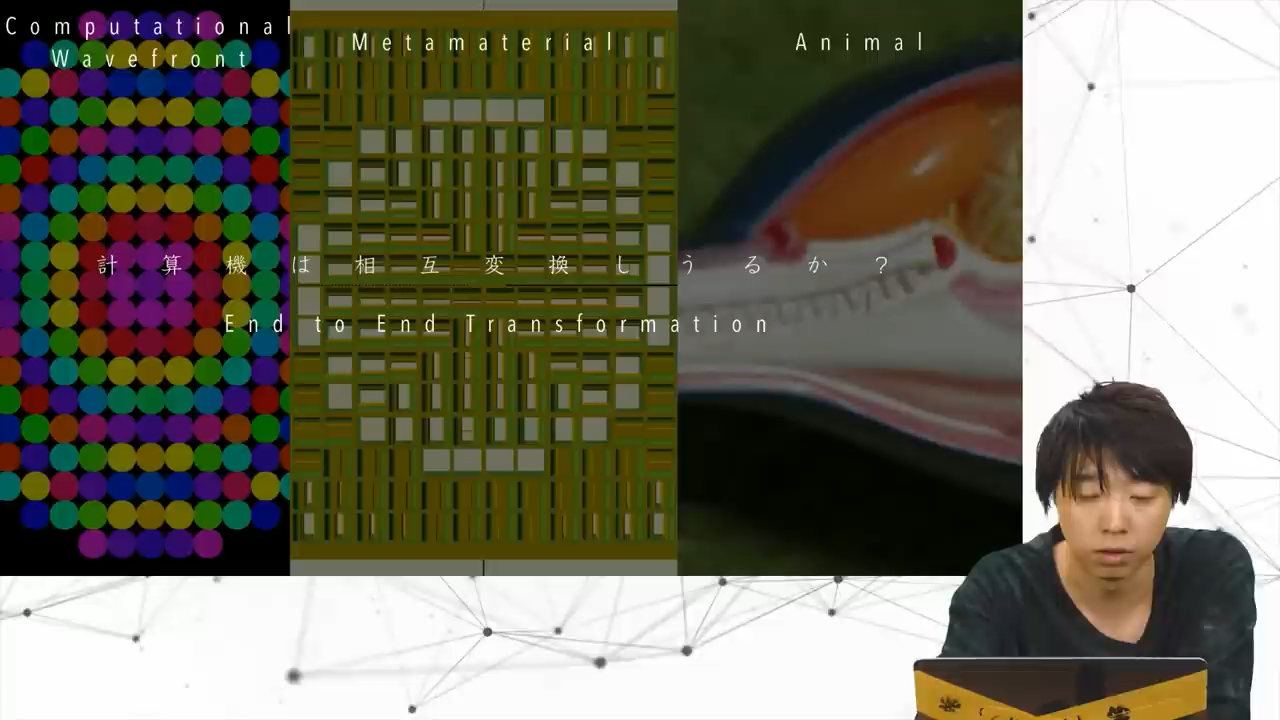 Computational
Wavefront
Metamaterial
Animal
計算機は相互変換しうるか？
End to End Transformation